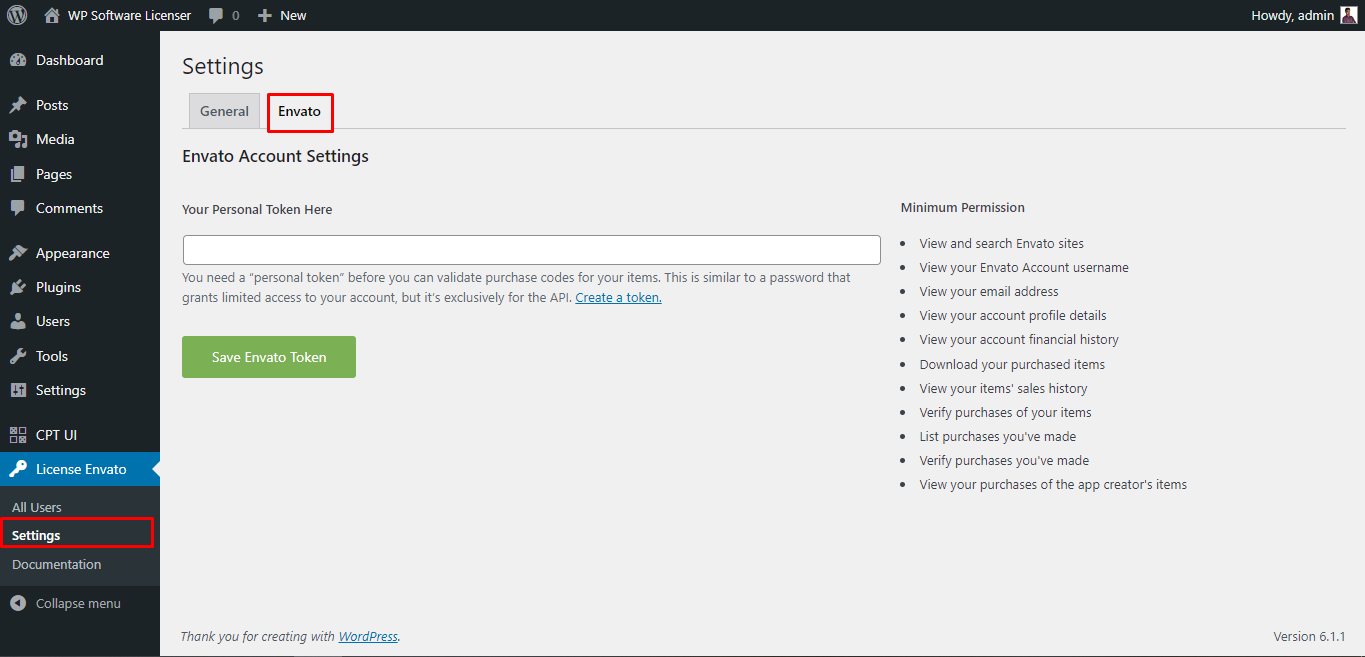 WP Software Licenser 0 New Howdy, admin
Dashboard
Posts
Media
Pages
Comments
Appearance
Plugins
Users
Tools
Settings
CPT UI
License Envato
All Users
Settings
Documentation
Collapse menu
Settings
General Envato
Envato Account Settings
Your Personal Token Here
You need a "personal token" before you can validate purchase codes for your items. This is similar to a password that
grants limited access to your account, but it's exclusively for the API. Create a token.
Save Envato Token
Minimum Permission
View and search Envato sites
View your Envato Account username
View your email address
View your account profile details
View your account financial history
Download your purchased items
View your items' sales history
Verify purchases of your items
List purchases you've made
Verify purchases you've made
View your purchases of the app creator's items
Thank you for creating with WordPress. Version 6.1.1